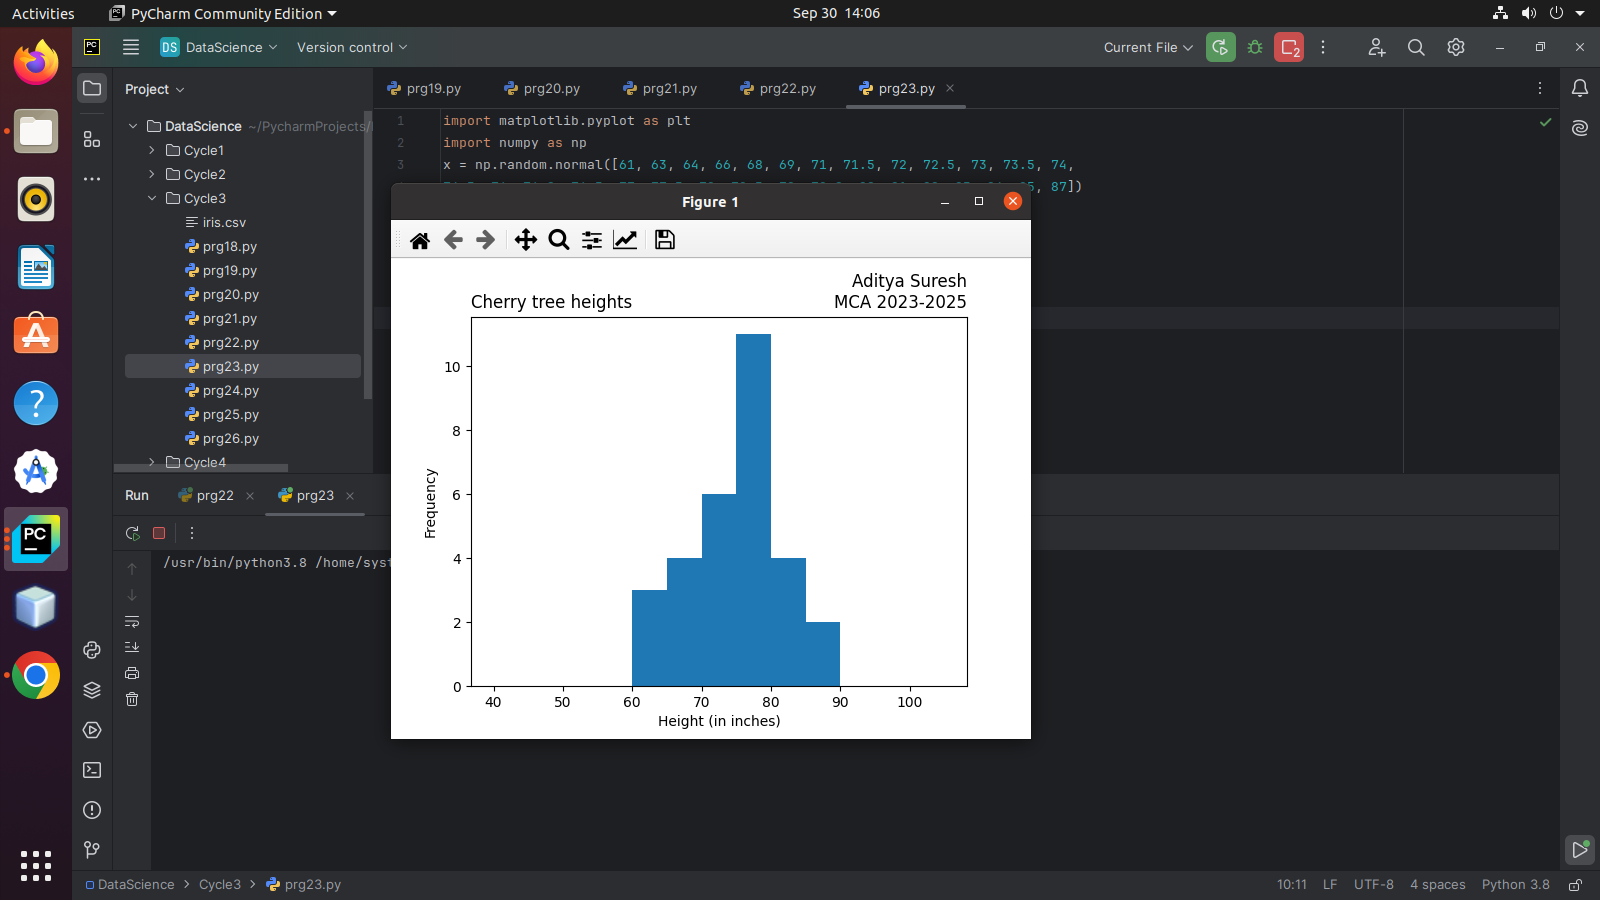 Activities PyCharm Community Edition Sep 30 14:06
PC DS DataScience Version control Current File 2
Project prg19.py prg20.py prg21.py prg22.py prg23.py
DataScience ~/PycharmProjects/
Cycle1
Cycle2
Cycle3
iris.csv
prg18.py
prg19.py
prg20.py
prg21.py
prg22.py
prg23.py
prg24.py
prg25.py
prg26.py
Cycle4
1 import matplotlib.pyplot as plt
2 import numpy as np
3 x = np.random.normal([61, 63, 64, 66, 68, 69, 71, 71.5, 72, 72.5, 73, 73.5, 74,
87])
Figure 1
Aditya Suresh
Cherry tree heights MCA 2023-2025
Frequency
10
8
6
4
2
0
40 50 60 70 80 90 100
Height (in inches)
Run prg22 prg23
/usr/bin/python3.8 /home/syst
PC
DataScience Cycle3 prg23.py 10:11 LF UTF-8 4 spaces Python 3.8